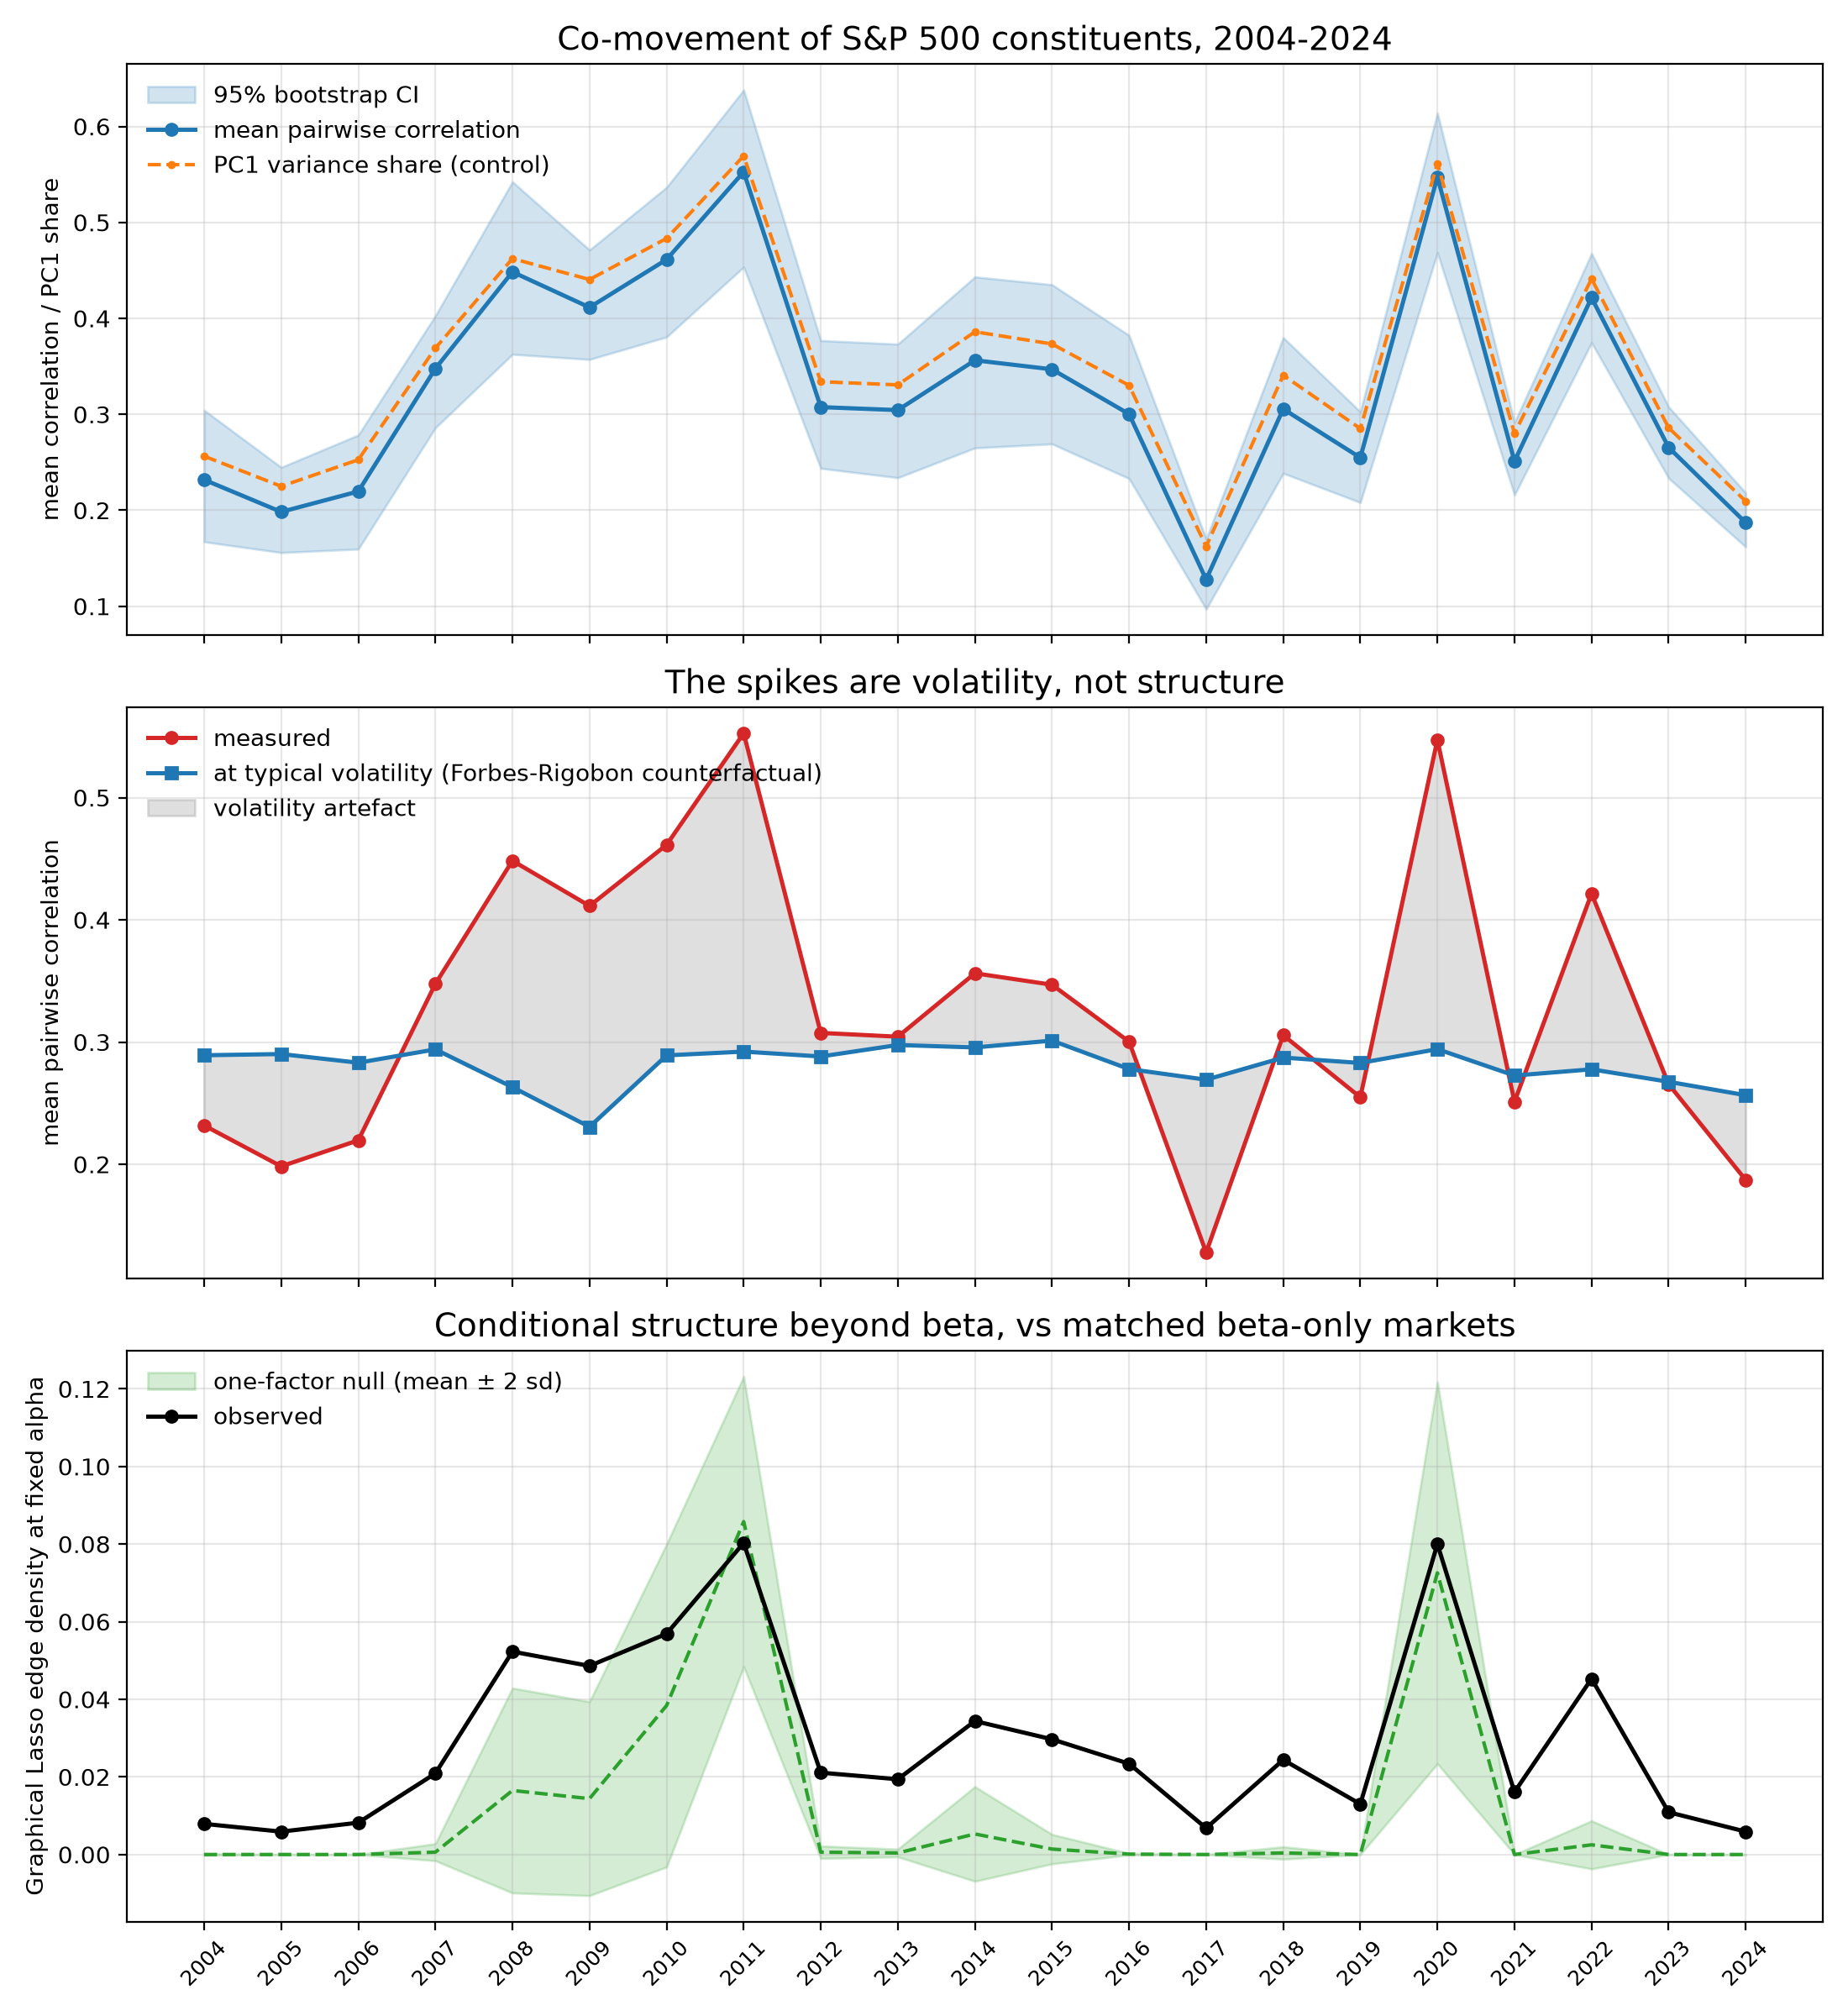 Co-movement of S&P 500 constituents, 2004-2024
95% bootstrap CI
mean pairwise correlation
PC1 variance share (control)
mean correlation / PC1 share
0.6
0.5
0.4
0.3
0.2
0.1
The spikes are volatility, not structure
measured
at typical volatility (Forbes-Rigobon counterfactual)
volatility artefact
mean pairwise correlation
0.5
0.4
0.3
0.2
Conditional structure beyond beta, vs matched beta-only markets
one-factor null (mean ± 2 sd)
observed
Graphical Lasso edge density at fixed alpha
0.12
0.10
0.08
0.06
0.04
0.02
0.00
2004
2005
2006
2007
2008
2009
2010
2011
2012
2013
2014
2015
2016
2017
2018
2019
2020
2021
2022
2023
2024